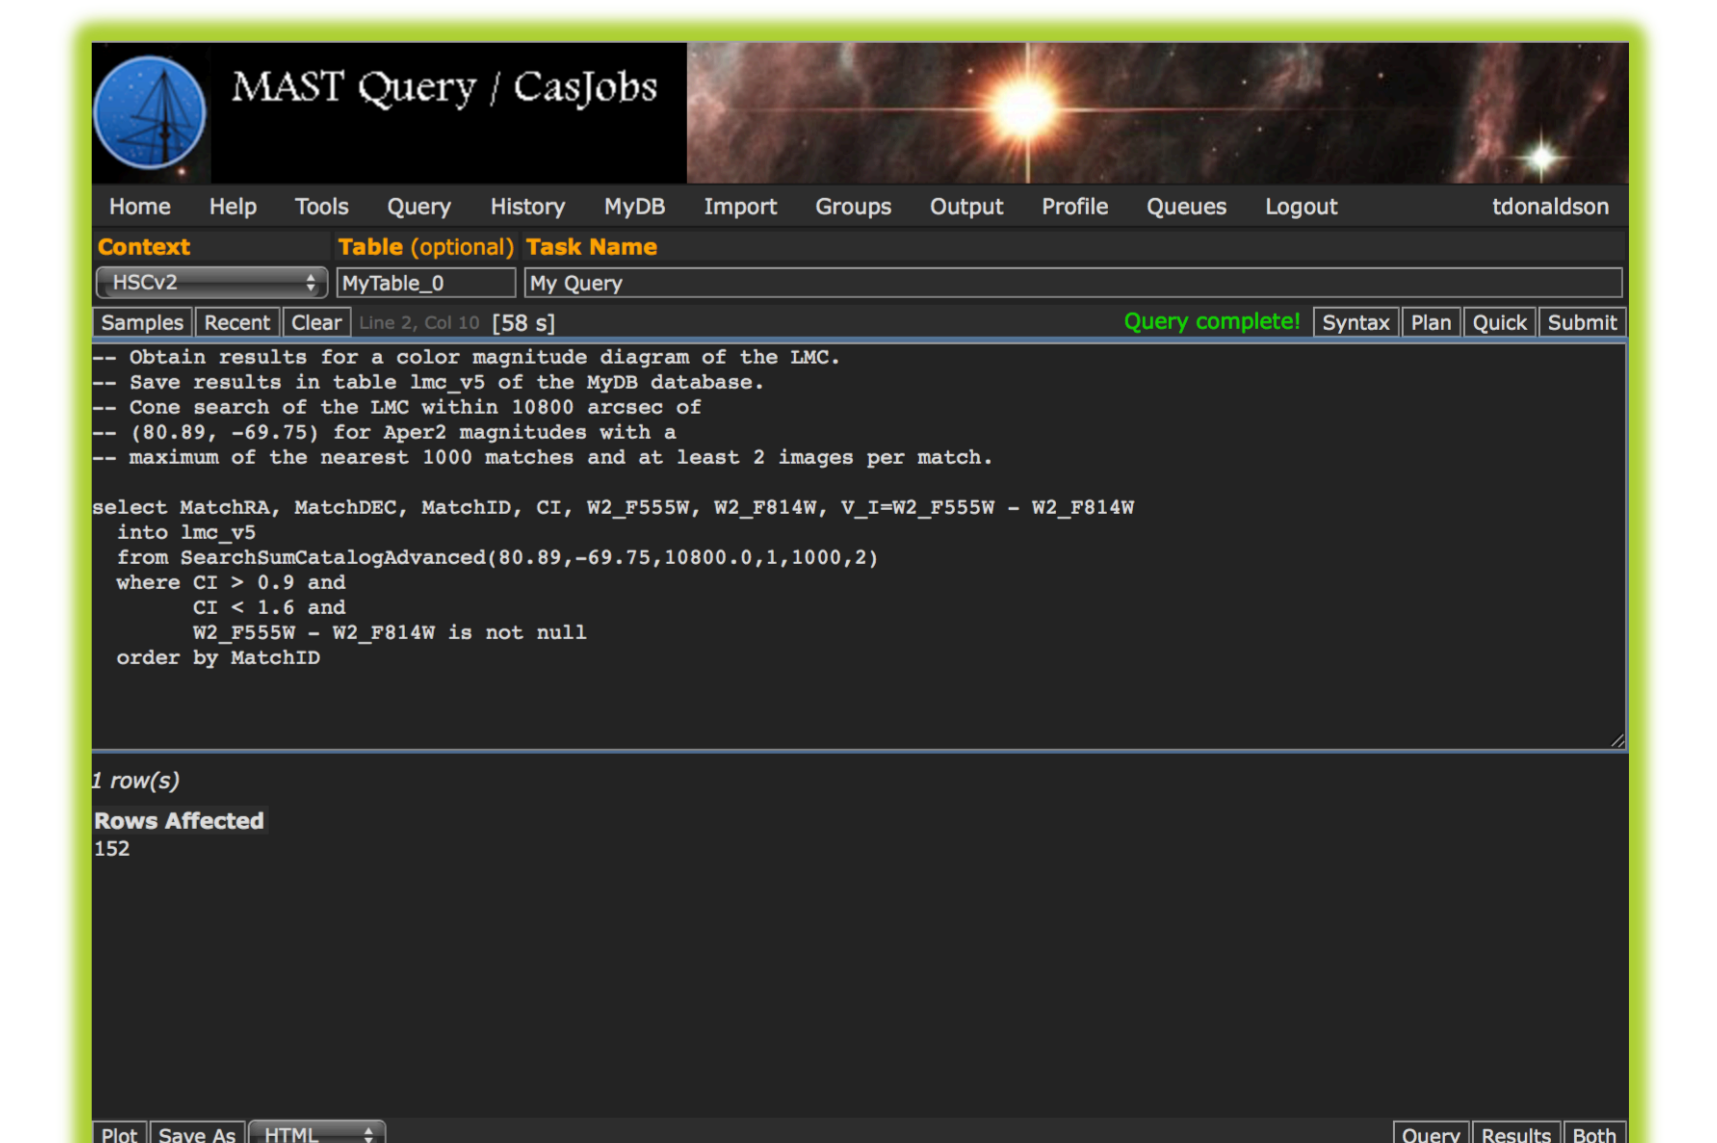 MAST Query / CasJobs
Home Help Tools Query History MyDB Import Groups Output Profile Queues Logout tdonaldson
Context Table (optional) Task Name
HSCv2 MyTable_0 My Query
Samples Recent Clear Line 2, Col 10 [58 s] Query complete! Syntax Plan Quick Submit
-- Obtain results for a color magnitude diagram of the LMC.
-- Save results in table lmc_v5 of the MyDB database.
-- Cone search of the LMC within 10800 arcsec of
-- (80.89, -69.75) for Aper2 magnitudes with a
-- maximum of the nearest 1000 matches and at least 2 images per match.
select MatchRA, MatchDEC, MatchID, CI, W2_F555W, W2_F814W, V_I=W2_F555W - W2_F814W
into lmc_v5
from SearchSumCatalogAdvanced(80.89,-69.75,10800.0,1,1000,2)
where CI > 0.9 and
CI < 1.6 and
W2_F555W - W2_F814W is not null
order by MatchID
1 row(s)
Rows Affected
152
Plot Save As HTML Query Results Both